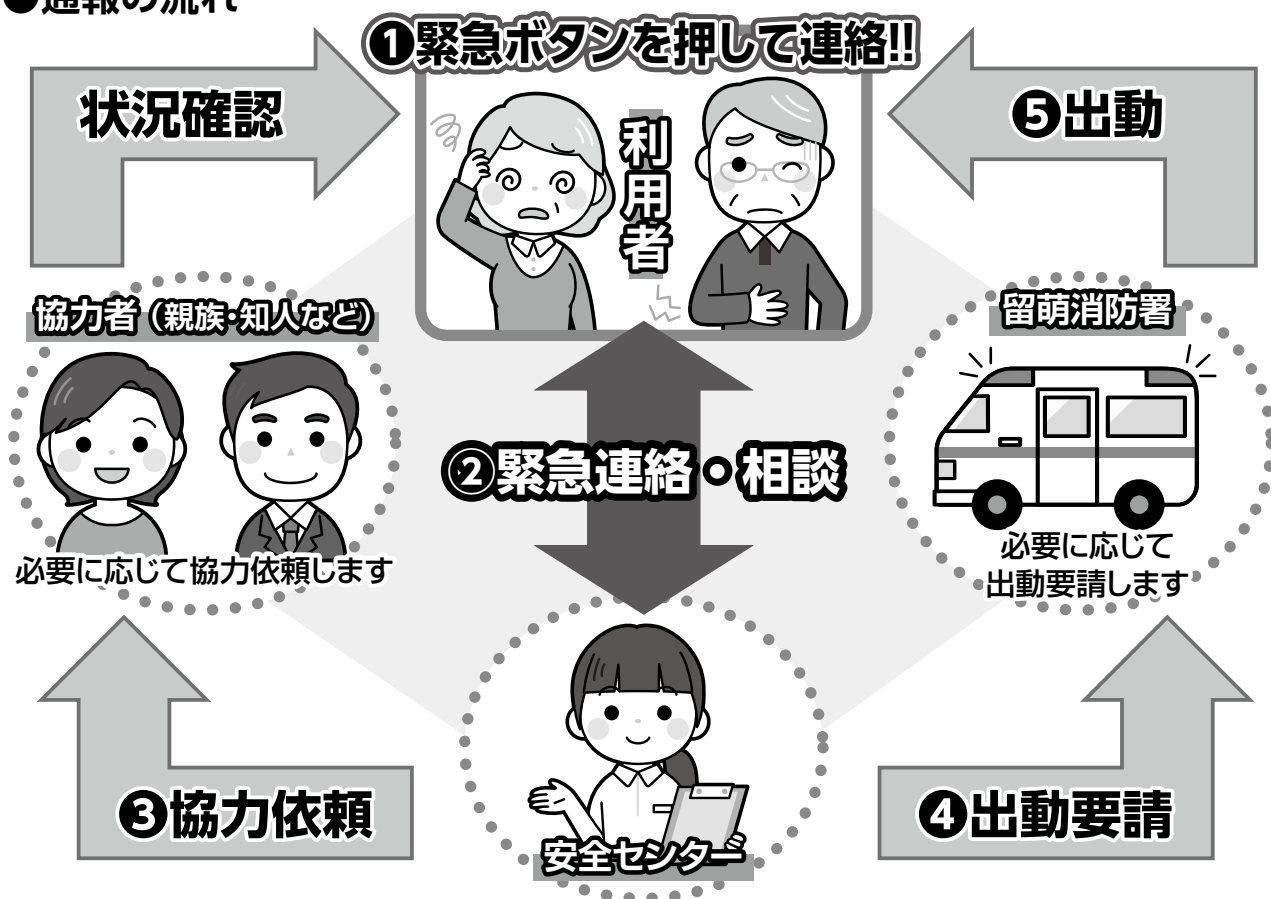 ●通報の流れ
❶緊急ボタンを押して連絡!!
状況確認
利用者
❺出動
協力者（親族・知人など）
必要に応じて協力依頼します
留萌消防署
必要に応じて
出動要請します
②緊急連絡・相談
❸協力依頼
安全センター
❹出動要請